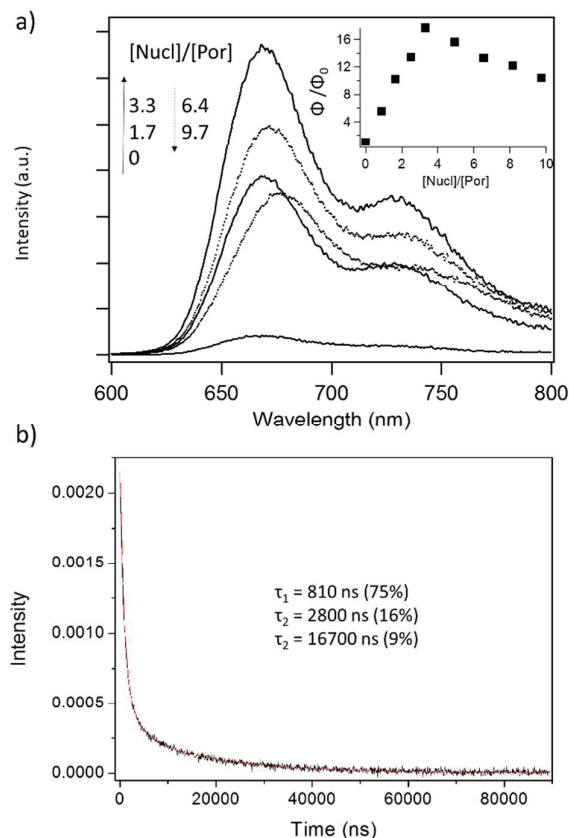 a)
[Nucl]/[Por]
3.3 6.4
1.7 9.7
0
Intensity (a.u.)
600 650 700 750 800
Wavelength (nm)
Φ/Φ0
16
12
8
4
0 2 4 6 8 10
[Nucl]/[Por]
b)
Intensity
0.0020
0.0015
0.0010
0.0005
0.0000
τ1 = 810 ns (75%)
τ2 = 2800 ns (16%)
τ2 = 16700 ns (9%)
0 20000 40000 60000 80000
Time (ns)